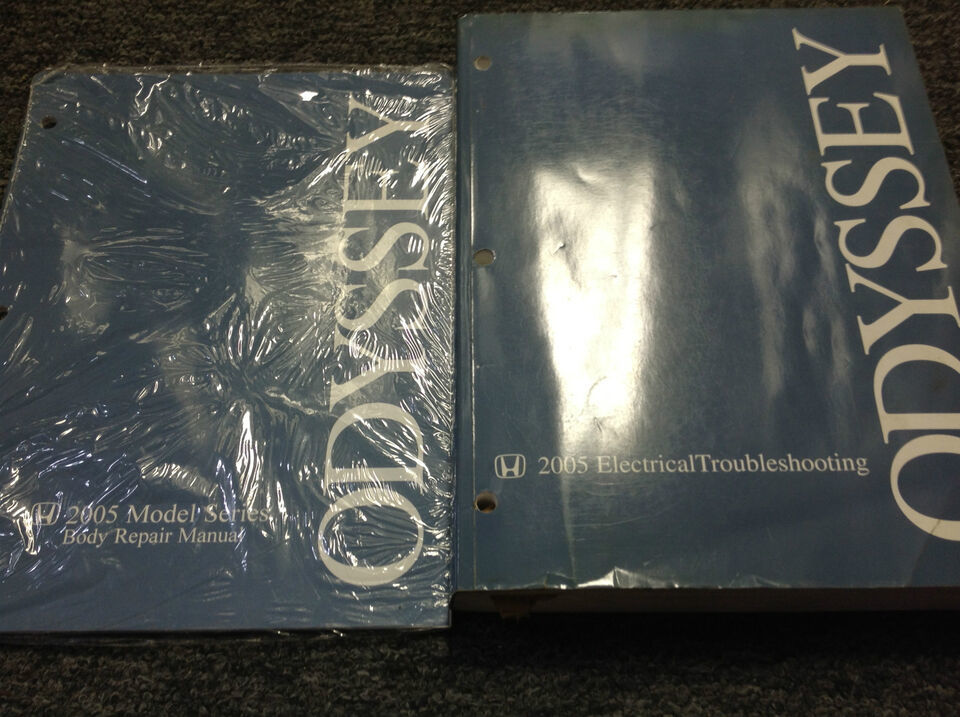 ODYSSEY
2005 Model Series
Body Repair Manual
ODYSSEY
2005 ElectricalTroubleshooting